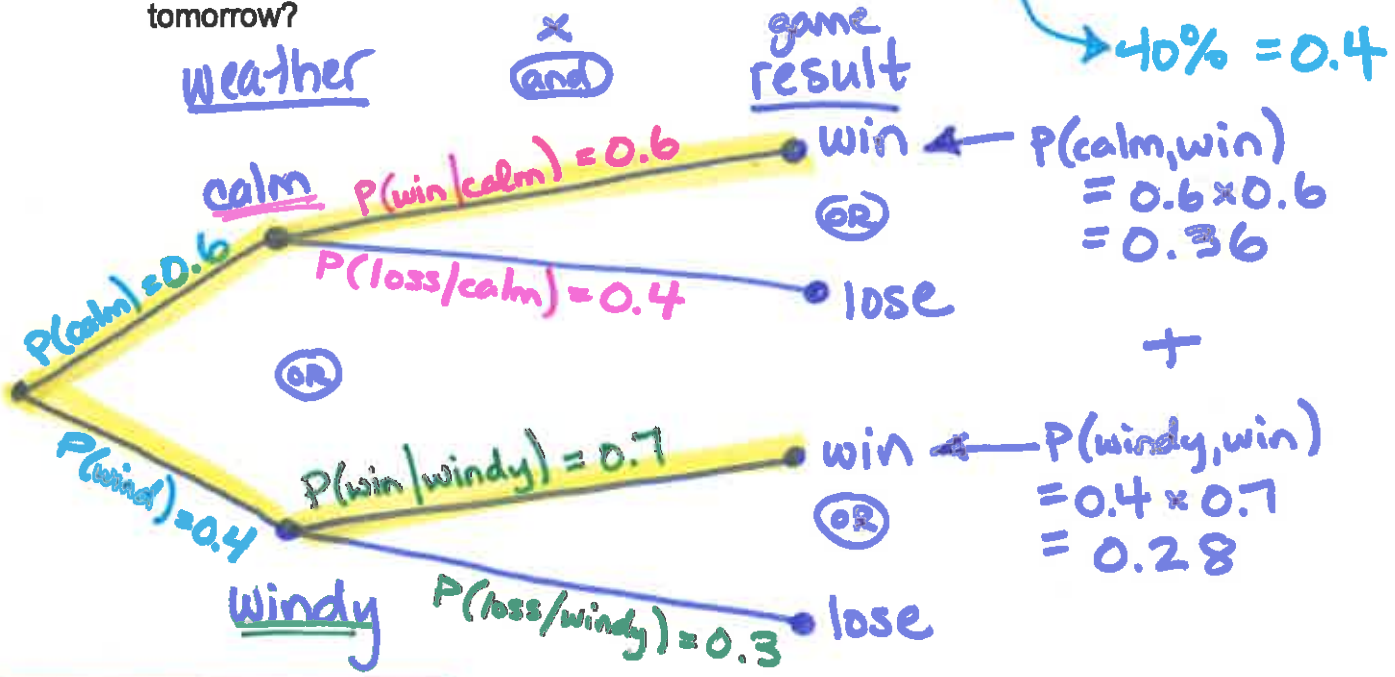 tomorrow?
weather
×
and
game
result
40% = 0.4
calm
P(calm) = 0.6
P(win|calm) = 0.6
win
P(calm,win)
= 0.6 × 0.6
= 0.36
OR
P(loss/calm) = 0.4
lose
OR
+
P(wind) = 0.4
windy
P(win|windy) = 0.7
win
P(windy,win)
= 0.4 × 0.7
= 0.28
OR
P(loss/windy) = 0.3
lose